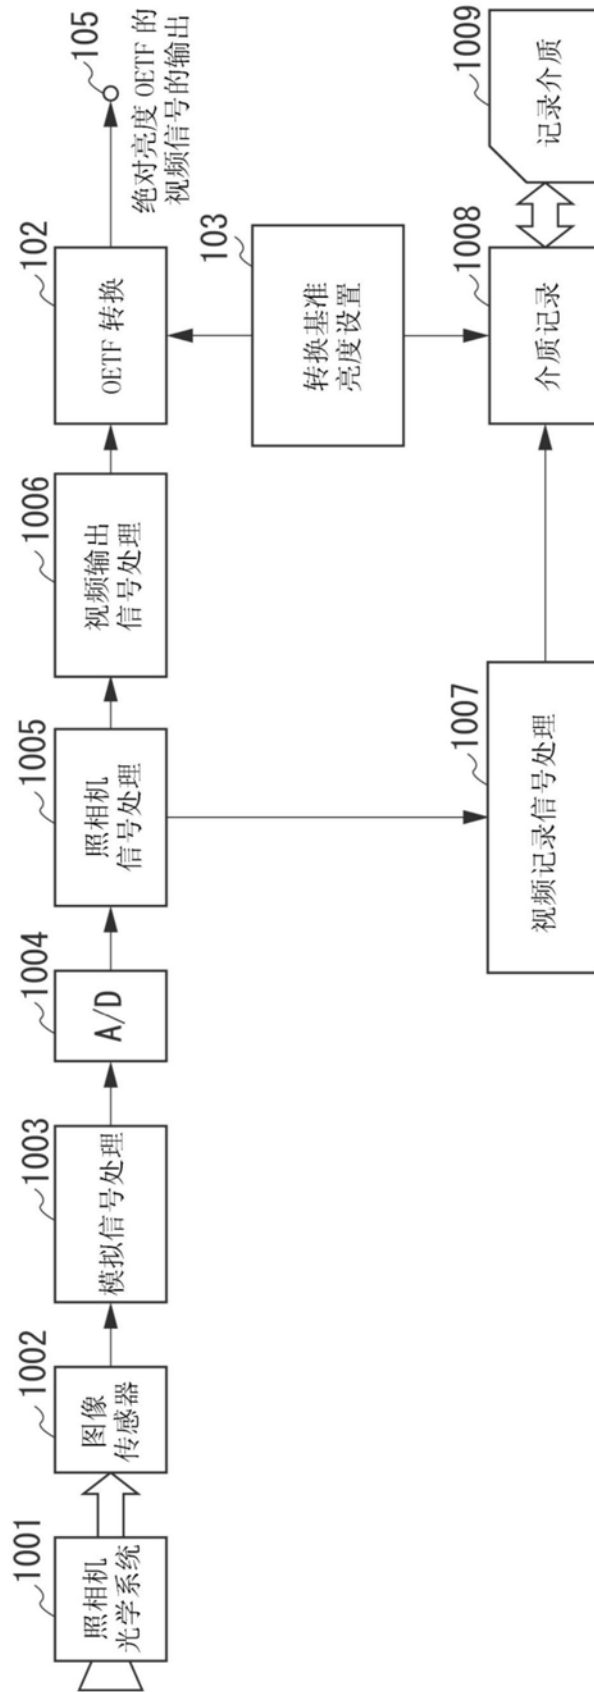 1001
照相机
光学系统
1002
图像
传感器
1003
模拟信号处理
1004
A/D
1005
照相机
信号处理
1006
视频输出
信号处理
102
OETF 转换
105
绝对亮度 OETF 的
视频信号的输出
103
转换基准
亮度设置
1007
视频记录信号处理
1008
介质记录
1009
记录介质